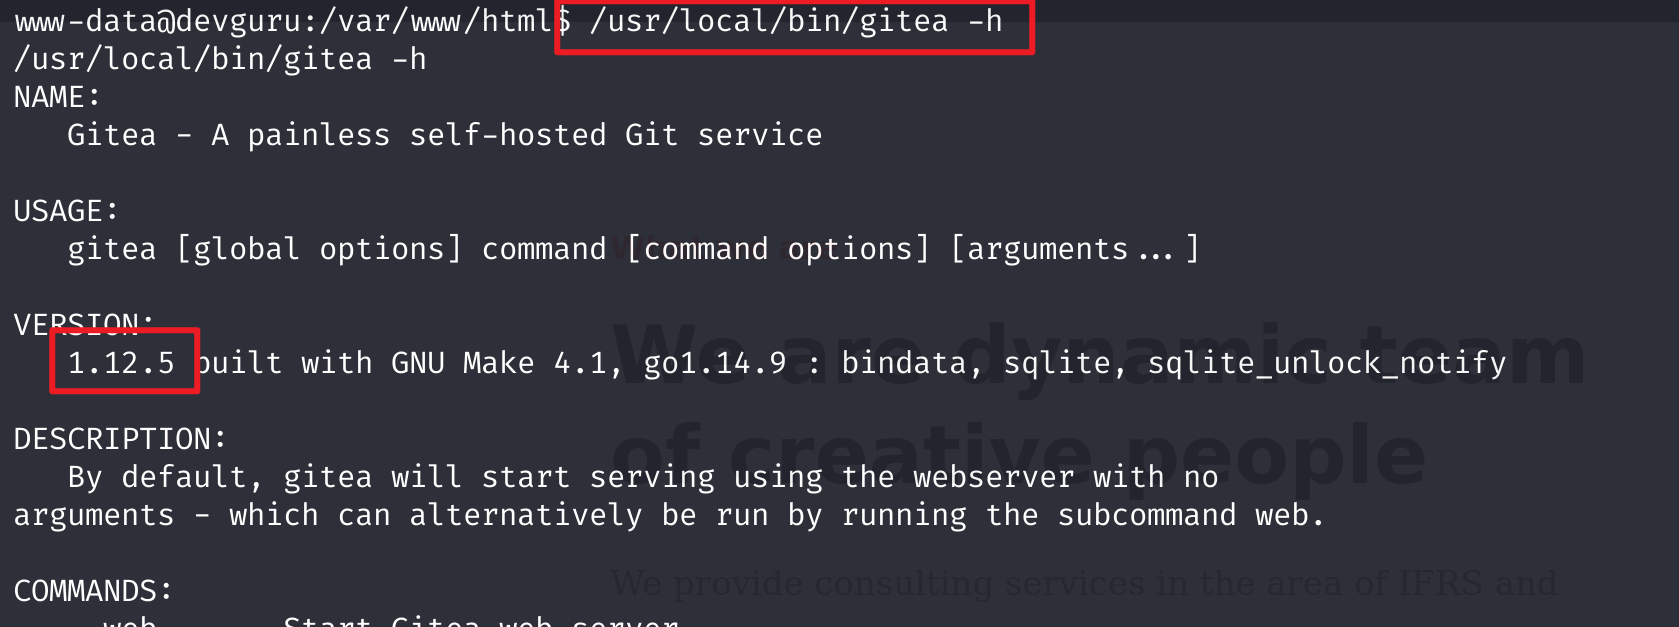 www-data@devguru:/var/www/html$ /usr/local/bin/gitea -h
/usr/local/bin/gitea -h
NAME:
Gitea - A painless self-hosted Git service
USAGE:
gitea [global options] command [command options] [arguments...]
VERSION:
1.12.5 built with GNU Make 4.1, go1.14.9 : bindata, sqlite, sqlite_unlock_notify
We are dynamic team
DESCRIPTION:
of creative people
By default, gitea will start serving using the webserver with no
arguments - which can alternatively be run by running the subcommand web.
COMMANDS:
We provide consulting services in the area of IFRS and
web Start Gitea web server